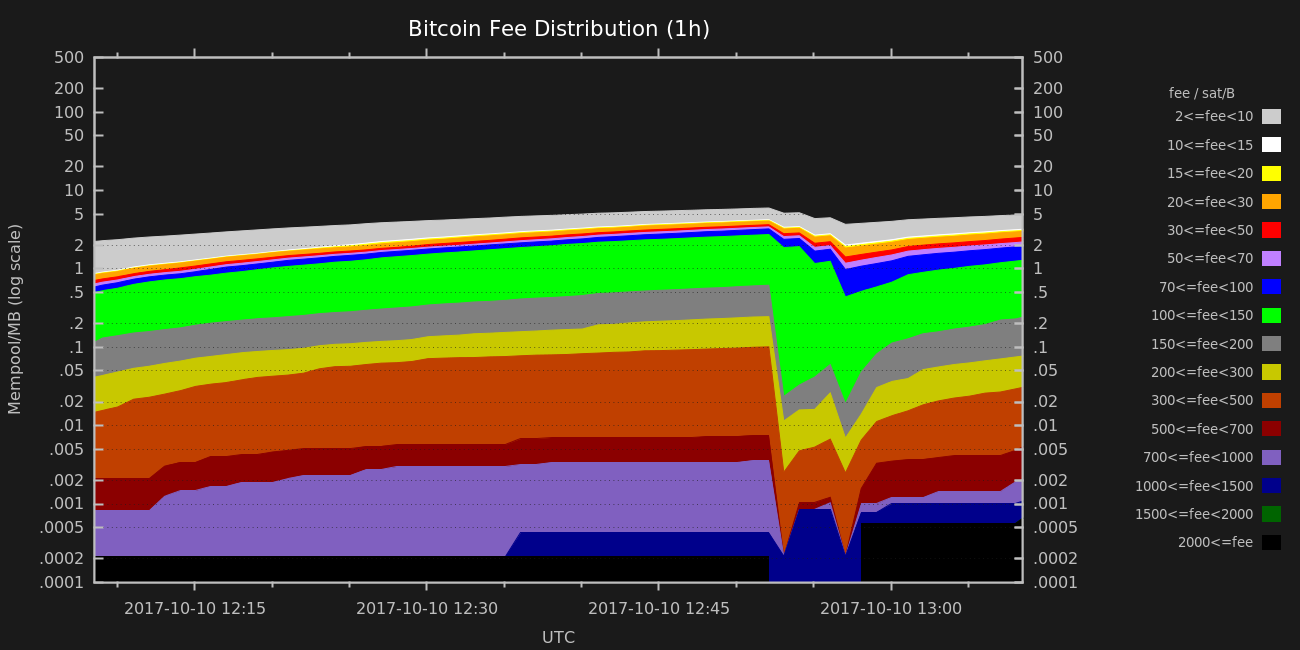 Bitcoin Fee Distribution (1h)
500
200
100
50
20
10
5
2
1
.5
.2
.1
.05
.02
.01
.005
.002
.001
.0005
.0002
.0001
Mempool/MB (log scale)
500
200
100
50
20
10
5
2
1
.5
.2
.1
.05
.02
.01
.005
.002
.001
.0005
.0002
.0001
2017-10-10 12:15
2017-10-10 12:30
2017-10-10 12:45
2017-10-10 13:00
UTC
fee / sat/B
2<=fee<10
10<=fee<15
15<=fee<20
20<=fee<30
30<=fee<50
50<=fee<70
70<=fee<100
100<=fee<150
150<=fee<200
200<=fee<300
300<=fee<500
500<=fee<700
700<=fee<1000
1000<=fee<1500
1500<=fee<2000
2000<=fee